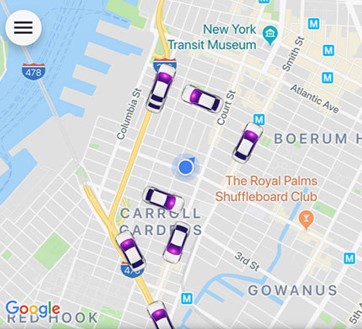 478
New York
Transit Museum
M
Smith St
M
M
Atlantic Ave
Columbia St
Court St
M
BOERUM H
The Royal Palms
Shuffleboard Club
CARROLL
GARDENS
3rd St
M
GOWANUS
M
Google
RED HOOK
5th